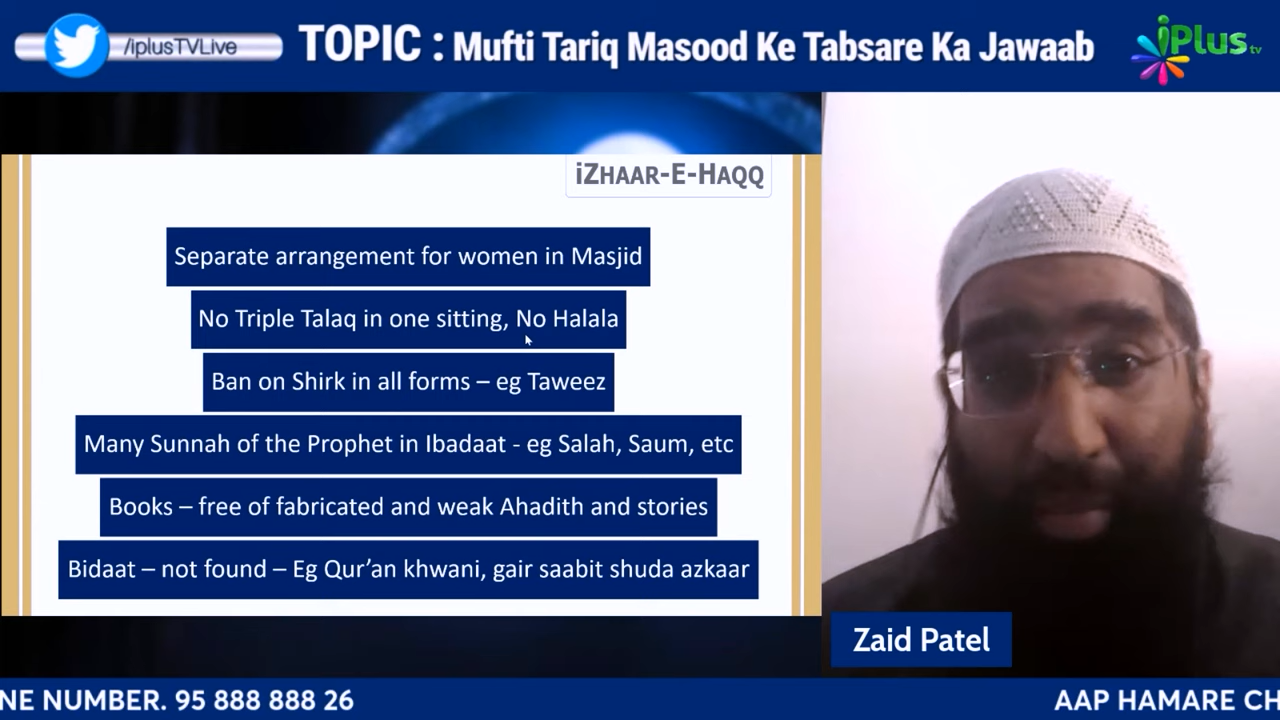 /iplusTVLive
TOPIC : Mufti Tariq Masood Ke Tabsare Ka Jawaab
iPlus tv
iZHAAR-E-HAQQ
Separate arrangement for women in Masjid
No Triple Talaq in one sitting, No Halala
Ban on Shirk in all forms – eg Taweez
Many Sunnah of the Prophet in Ibadaat - eg Salah, Saum, etc
Books – free of fabricated and weak Ahadith and stories
Bidaat – not found – Eg Qur’an khwani, gair saabit shuda azkaar
Zaid Patel
NE NUMBER. 95 888 888 26
AAP HAMARE CH